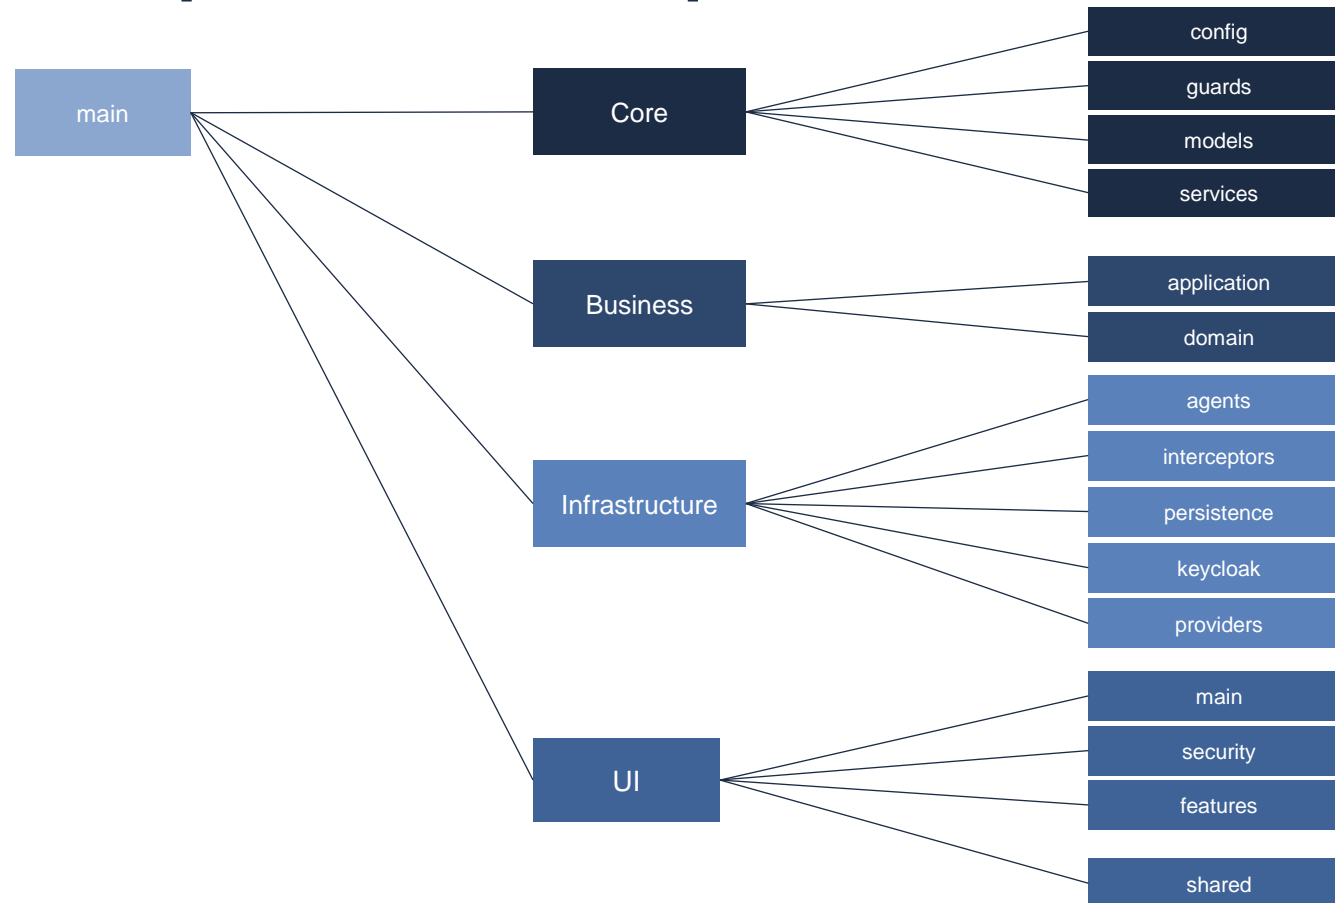 main
Core
config
guards
models
services
Business
application
domain
Infrastructure
agents
interceptors
persistence
keycloak
providers
UI
main
security
features
shared